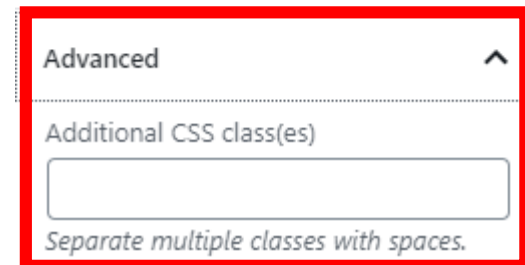 Advanced
Additional CSS class(es)
Separate multiple classes with spaces.